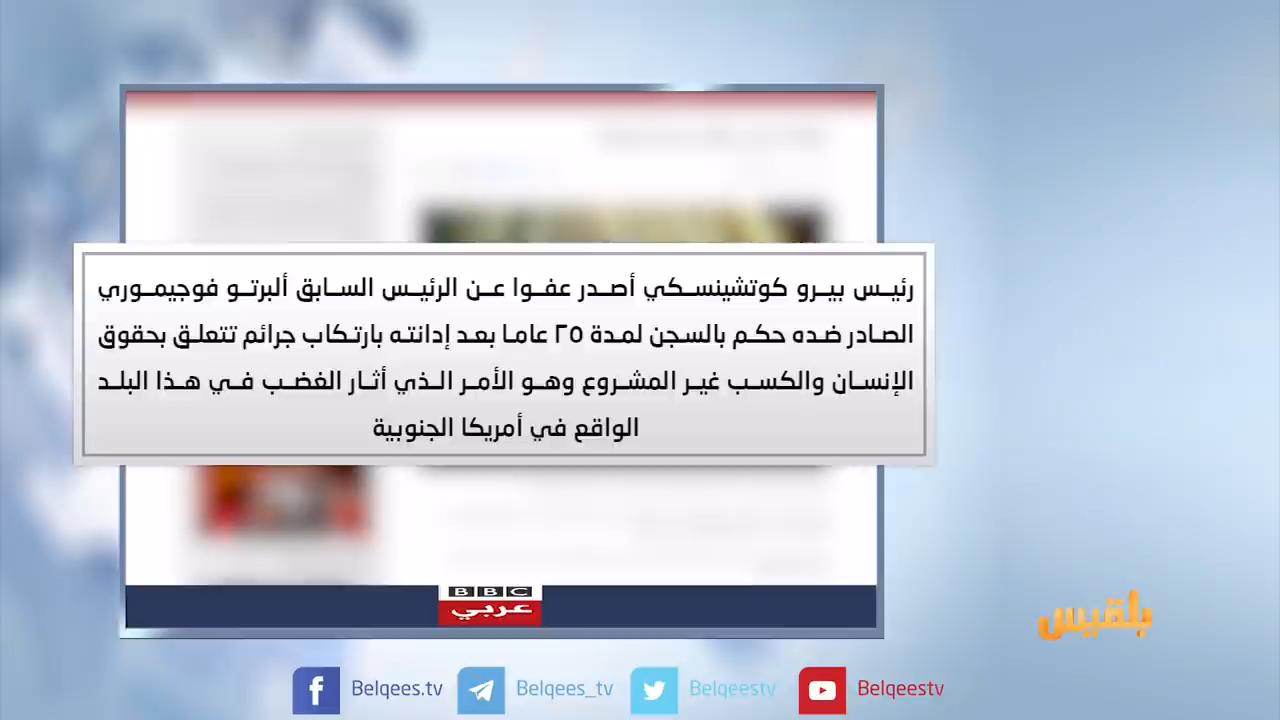 رئيس بيرو كوتشينسكي أصدر عفوا عن الرئيس السابق ألبرتو فوجيموري
الصادر ضده حكم بالسجن لمدة ٢٥ عاما بعد إدانته بارتكاب جرائم تتعلق بحقوق
الإنسان والكسب غير المشروع وهو الأمر الذي أثار الغضب في هذا البلد
الواقع في أمريكا الجنوبية
BBC
عربي
بلقيس
Belqees.tv
Belqees_tv
Belqeestv
Belqeestv